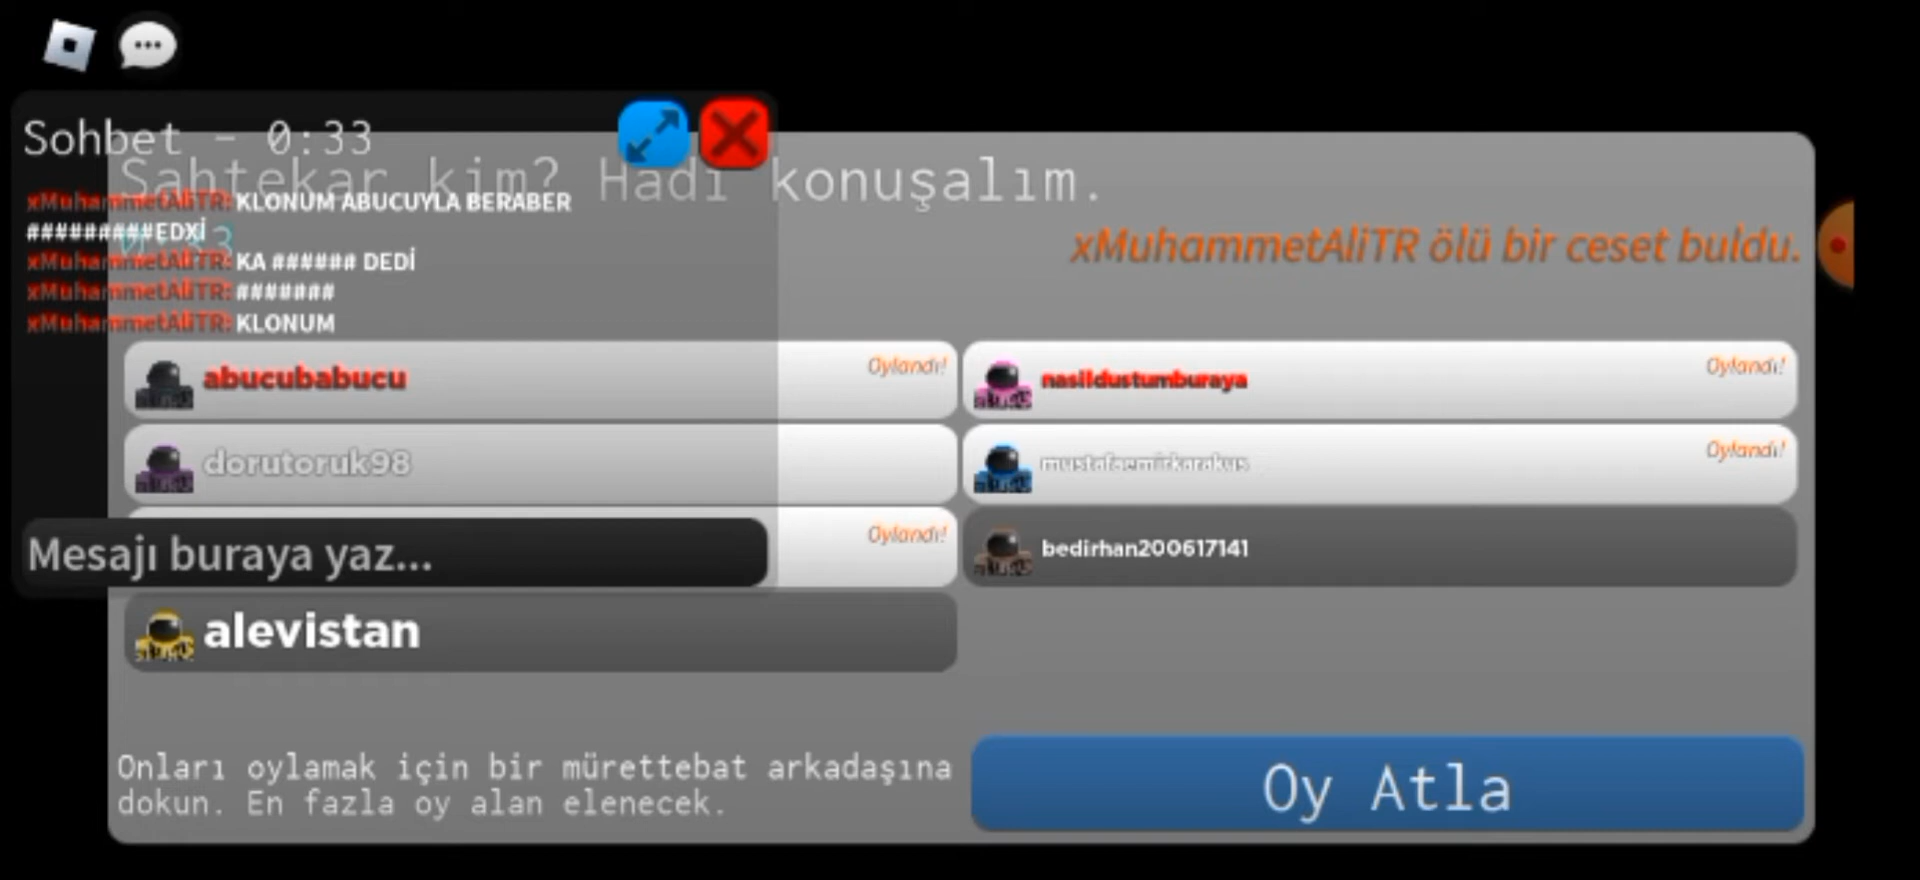 Sohbet - 0:33
Sahtekar kim? Hadi konuşalım.
xMuhammetAliTR: KLONUM ABUCUYLA BERABER
#########EDXİ
0:33
xMuhammetAliTR ölü bir ceset buldu.
xMuhammetAliTR: KA ###### DEDİ
xMuhammetAliTR: #######
xMuhammetAliTR: KLONUM
abucubabucu Oylandı!
nasildustumburaya Oylandı!
dorutoruk98
mustafaemirkarakus Oylandı!
Mesajı buraya yaz...
Oylandı!
bedirhan200617141
alevistan
Onları oylamak için bir mürettebat arkadaşına
dokun. En fazla oy alan elenecek.
Oy Atla